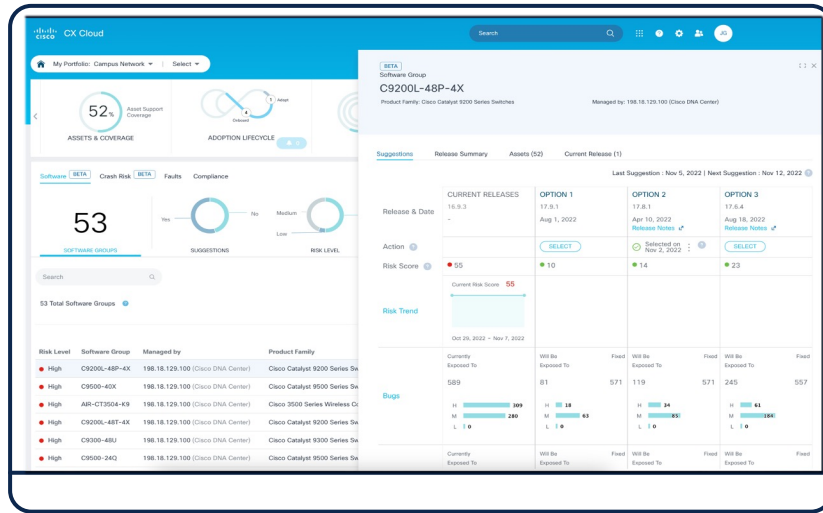 cisco CX Cloud
Search
JG
My Portfolio: Campus Network
Select
52%
Asset Support Coverage
ASSETS & COVERAGE
1 Asset
4
Onboard
ADOPTION LIFECYCLE
Software BETA Crash Risk BETA Faults Compliance
53
SOFTWARE GROUPS
Yes No
SUGGESTIONS
Medium
Low
RISK LEVEL
Search
53 Total Software Groups
Risk Level Software Group Managed by Product Family
High C9200L-48P-4X 198.18.129.100 (Cisco DNA Center) Cisco Catalyst 9200 Series Sw
High C9500-40X 198.18.129.100 (Cisco DNA Center) Cisco Catalyst 9500 Series Sw
High AIR-CT3504-K9 198.18.129.100 (Cisco DNA Center) Cisco 3500 Series Wireless Co
High C9200L-48T-4X 198.18.129.100 (Cisco DNA Center) Cisco Catalyst 9200 Series Sw
High C9300-48U 198.18.129.100 (Cisco DNA Center) Cisco Catalyst 9300 Series Sw
High C9500-24Q 198.18.129.100 (Cisco DNA Center) Cisco Catalyst 9500 Series Sw
BETA
Software Group
C9200L-48P-4X
Product Family: Cisco Catalyst 9200 Series Switches Managed by: 198.18.129.100 (Cisco DNA Center)
Suggestions Release Summary Assets (52) Current Release (1)
Last Suggestion : Nov 5, 2022 | Next Suggestion : Nov 12, 2022
CURRENT RELEASES OPTION 1 OPTION 2 OPTION 3
16.9.3 17.9.1 17.8.1 17.6.4
Release & Date
- Aug 1, 2022 Apr 10, 2022 Aug 18, 2022
Release Notes Release Notes
Action SELECT Selected on Nov 2, 2022 SELECT
Risk Score 55 10 14 23
Current Risk Score 55
Risk Trend
Oct 29, 2022 - Nov 7, 2022
Currently Exposed To Will Be Exposed To Fixed Will Be Exposed To Fixed Will Be Exposed To Fixed
589 81 571 119 571 245 557
Bugs
H 309 H 18 H 34 H 61
M 280 M 63 M 85 M 184
L 0 L 0 L 0 L 0
Currently Exposed To Will Be Exposed To Fixed Will Be Exposed To Fixed Will Be Exposed To Fixed